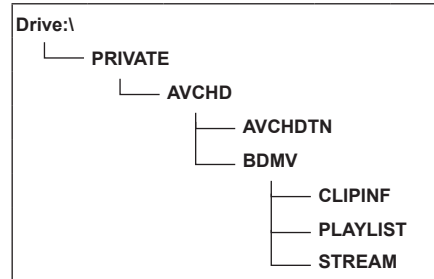 Drive:\
PRIVATE
AVCHD
AVCHDTN
BDMV
CLIPINF
PLAYLIST
STREAM